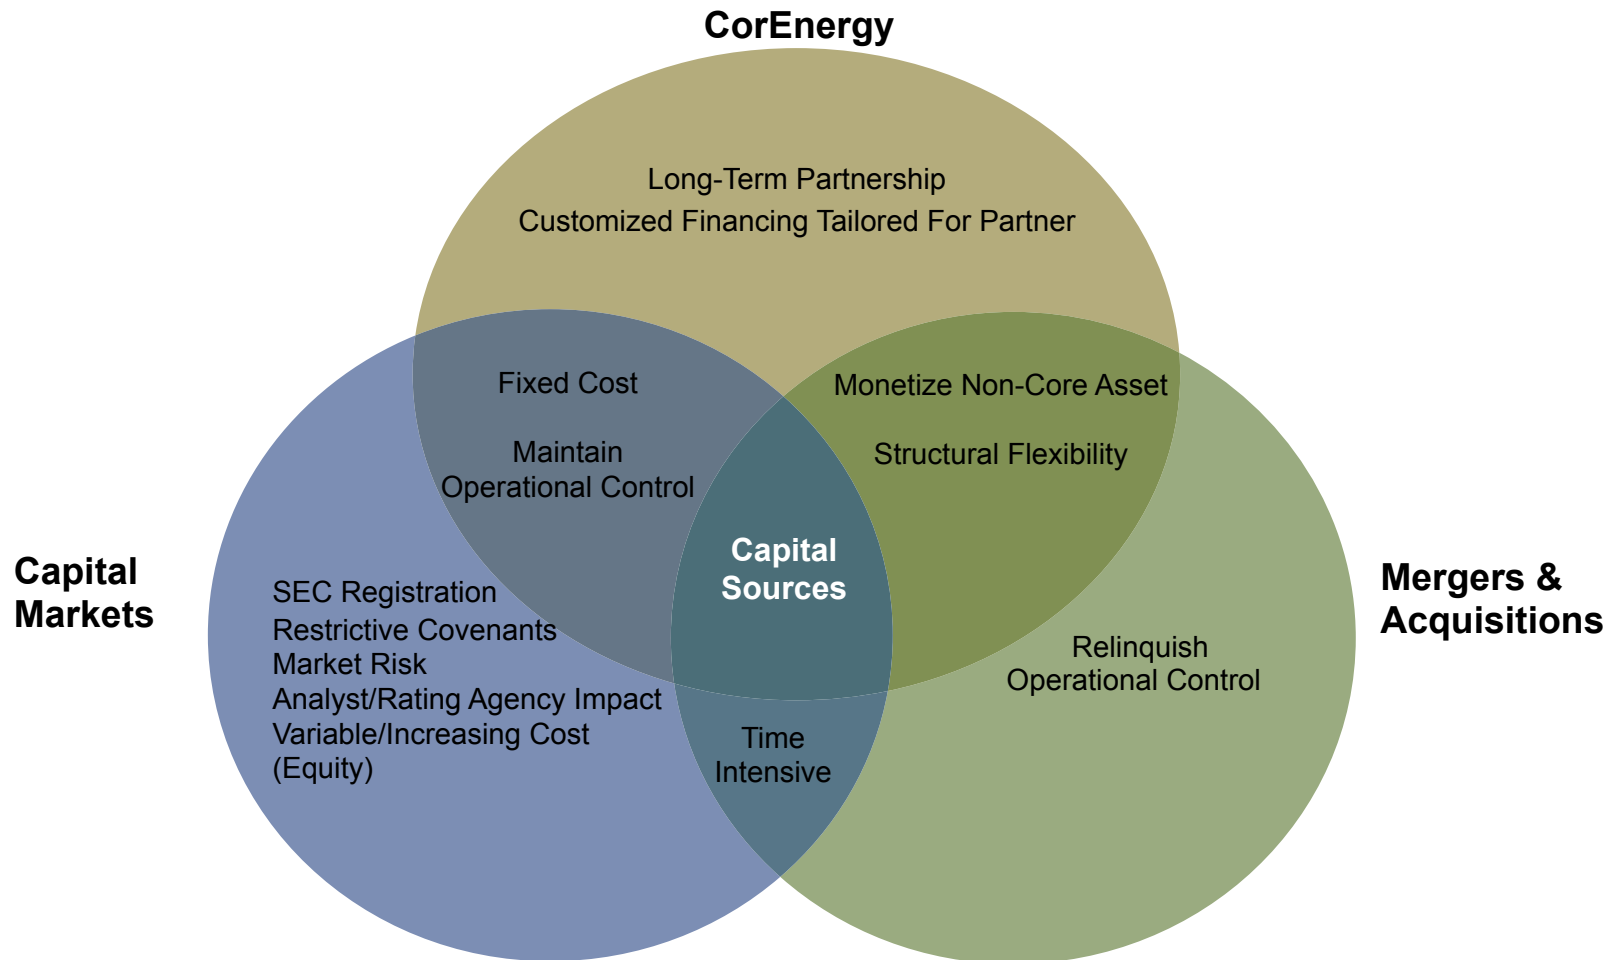 CorEnergy
Long-Term Partnership
Customized Financing Tailored For Partner
Fixed Cost
Maintain
Operational Control
Monetize Non-Core Asset
Structural Flexibility
Capital
Sources
Capital
Markets
SEC Registration
Restrictive Covenants
Market Risk
Analyst/Rating Agency Impact
Variable/Increasing Cost
(Equity)
Time
Intensive
Relinquish
Operational Control
Mergers &
Acquisitions